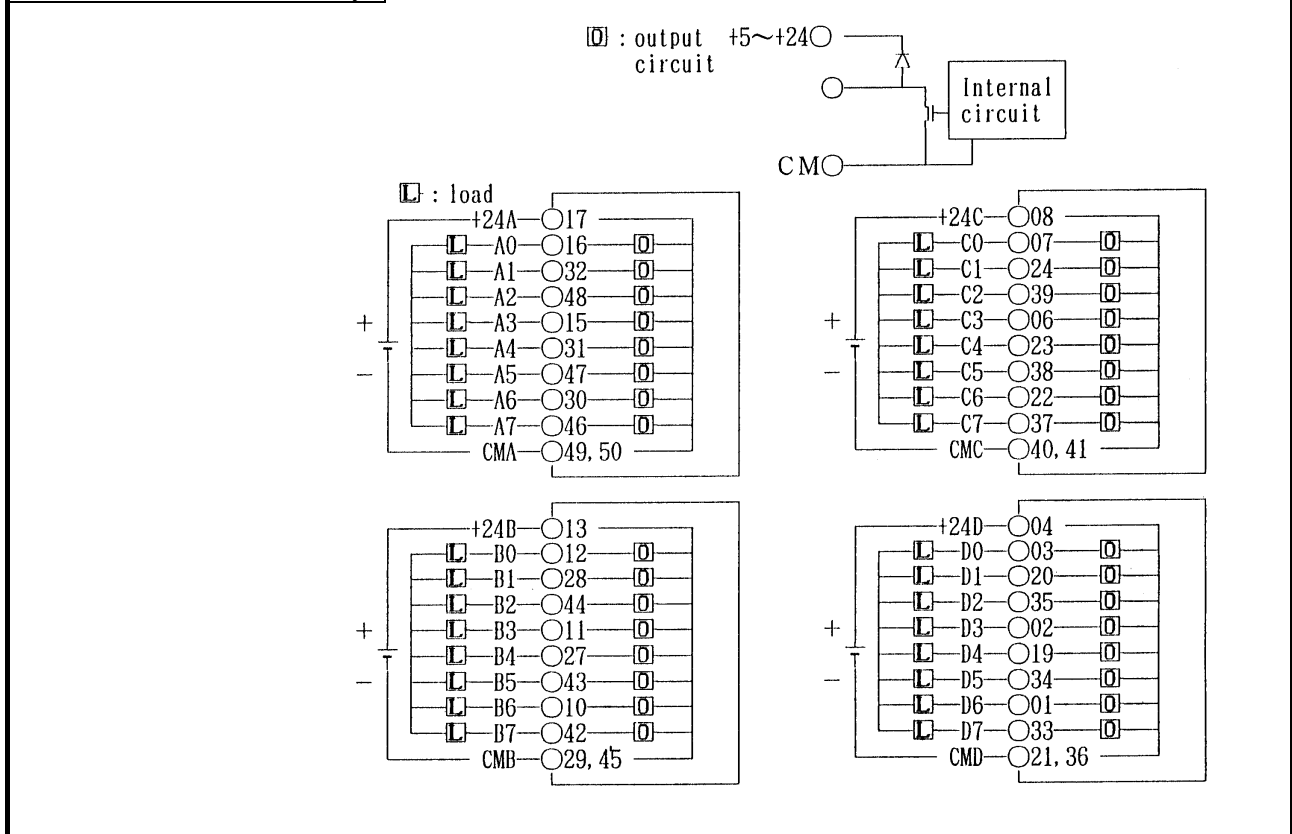 O : output +5~+24
circuit
Internal
circuit
CM
L : load
+24A 17
L A0 16 O
L A1 32 O
L A2 48 O
+ L A3 15 O
L A4 31 O
- L A5 47 O
L A6 30 O
L A7 46 O
CMA 49, 50
+24C 08
L C0 07 O
L C1 24 O
L C2 39 O
+ L C3 06 O
L C4 23 O
- L C5 38 O
L C6 22 O
L C7 37 O
CMC 40, 41
+24B 13
L B0 12 O
L B1 28 O
L B2 44 O
+ L B3 11 O
L B4 27 O
- L B5 43 O
L B6 10 O
L B7 42 O
CMB 29, 45
+24D 04
L D0 03 O
L D1 20 O
L D2 35 O
+ L D3 02 O
L D4 19 O
- L D5 34 O
L D6 01 O
L D7 33 O
CMD 21, 36